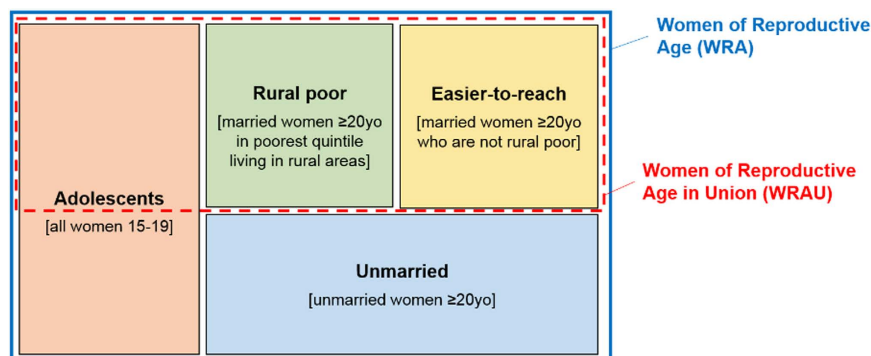 Women of Reproductive
Age (WRA)
Rural poor
[married women ≥20yo
in poorest quintile
living in rural areas]
Easier-to-reach
[married women ≥20yo
who are not rural poor]
Women of Reproductive
Age in Union (WRAU)
Adolescents
[all women 15-19]
Unmarried
[unmarried women ≥20yo]